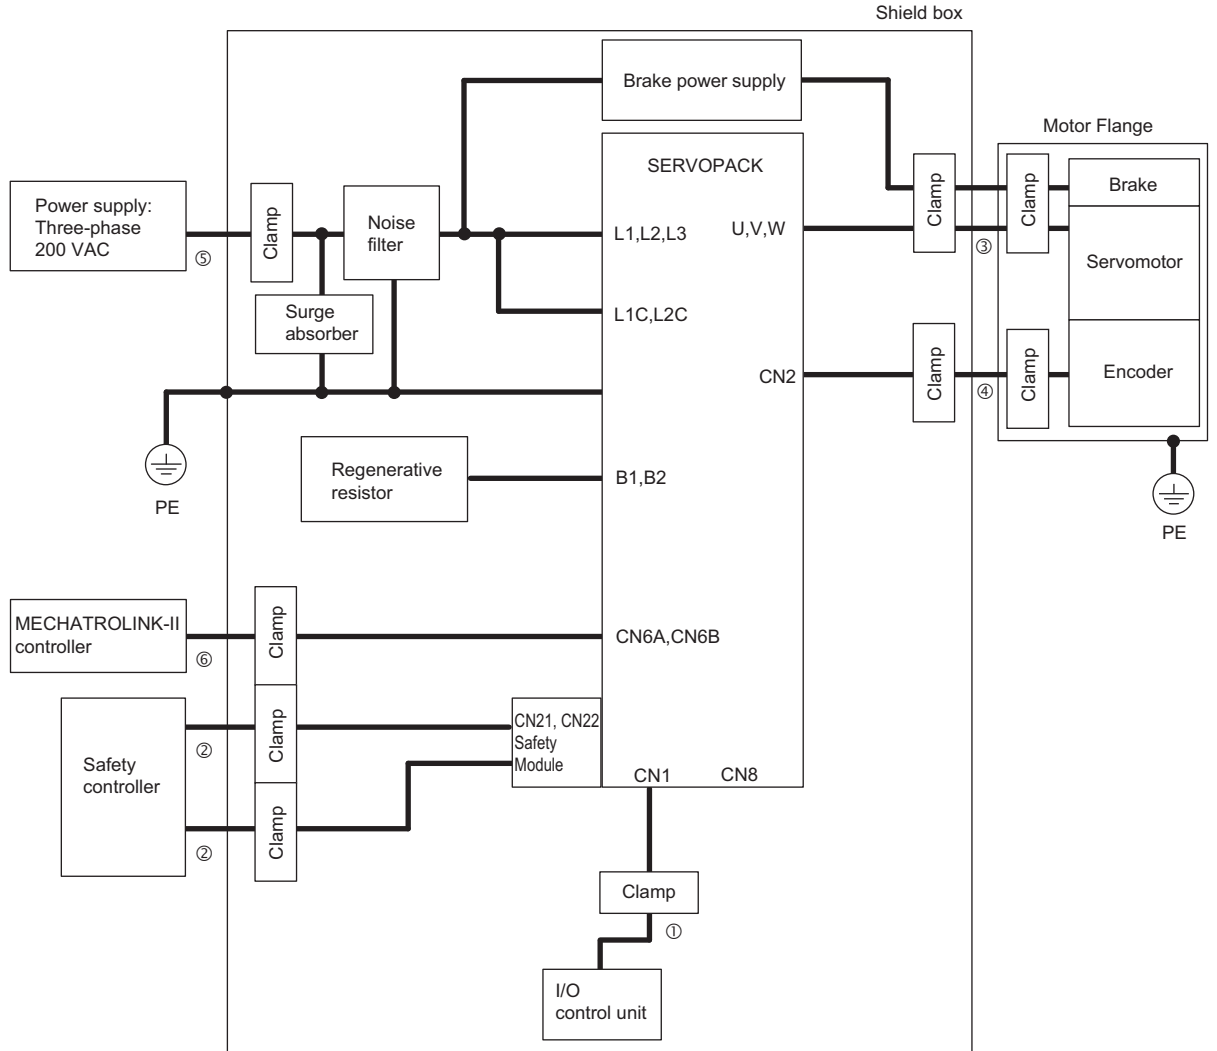 Shield box
Brake power supply
Motor Flange
SERVOPACK
Clamp
Clamp
Brake
Power supply:
Three-phase
200 VAC
⑤
Clamp
Noise
filter
L1,L2,L3
U,V,W
③
Servomotor
Surge
absorber
L1C,L2C
CN2
Clamp
④
Clamp
Encoder
PE
Regenerative
resistor
B1,B2
PE
MECHATROLINK-II
controller
⑥
Clamp
CN6A,CN6B
Safety
controller
②
Clamp
CN21, CN22
Safety
Module
②
Clamp
CN1
CN8
Clamp
①
I/O
control unit